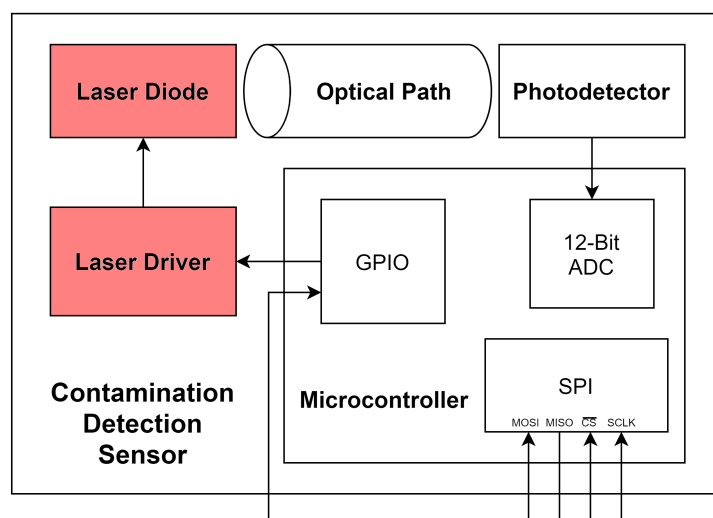 Laser Diode
Optical Path
Photodetector
Laser Driver
GPIO
12-Bit
ADC
Contamination
Detection
Sensor
Microcontroller
SPI
MOSI MISO C̅S̅ SCLK